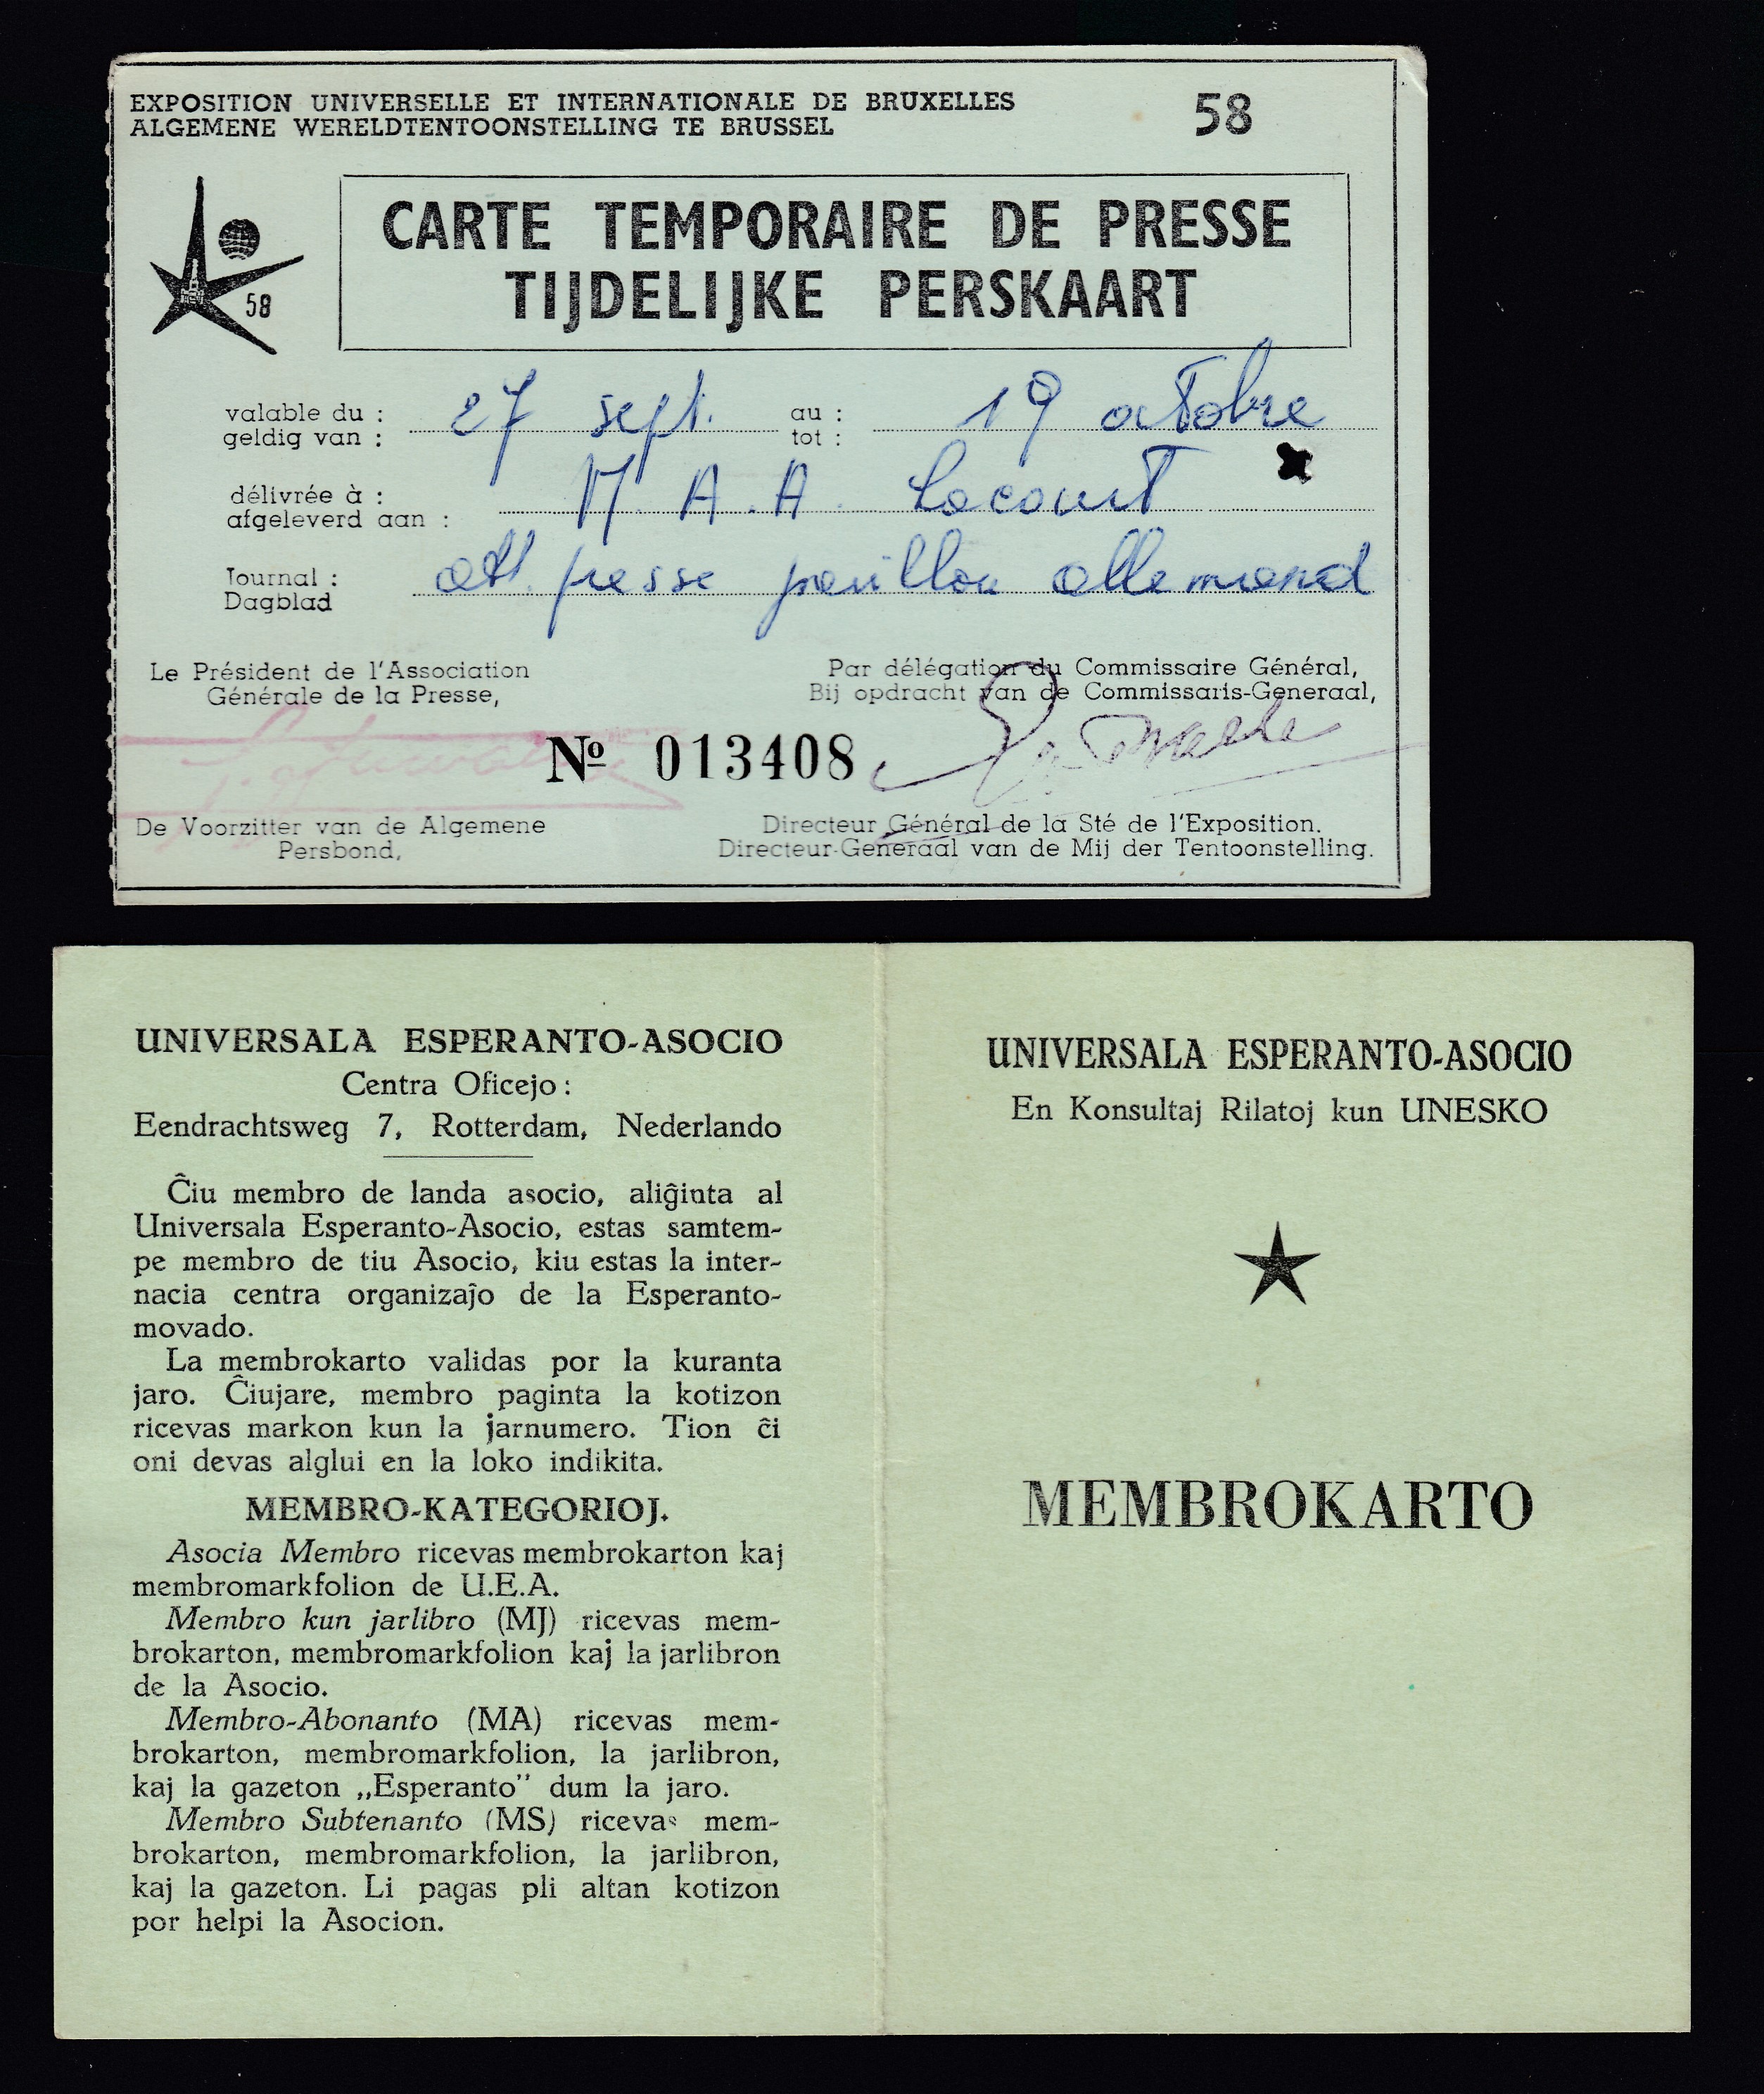 EXPOSITION UNIVERSELLE ET INTERNATIONALE DE BRUXELLES
ALGEMENE WERELDTENTOONSTELLING TE BRUSSEL
58
58
CARTE TEMPORAIRE DE PRESSE
TIJDELIJKE PERSKAART
valable du : 27 sept. au : 19 octobre
geldig van : tot :
délivrée à : M. A. A. Lacourt
afgeleverd aan :
Journal : att. presse pavillon allemand
Dagblad
Le Président de l'Association
Générale de la Presse,
Par délégation du Commissaire Général,
Bij opdracht van de Commissaris-Generaal,
Nº 013408
De Voorzitter van de Algemene
Persbond,
Directeur Général de la Sté de l'Exposition.
Directeur-Generaal van de Mij der Tentoonstelling.
UNIVERSALA ESPERANTO-ASOCIO
Centra Oficejo :
Eendrachtsweg 7, Rotterdam, Nederlando
Ĉiu membro de landa asocio, aliĝinta al
Universala Esperanto-Asocio, estas samtem-
pe membro de tiu Asocio, kiu estas la inter-
nacia centra organizaĵo de la Esperanto-
movado.
La membrokarto validas por la kuranta
jaro. Ĉiujare, membro paginta la kotizon
ricevas markon kun la jarnumero. Tion ĉi
oni devas alglui en la loko indikita.
MEMBRO-KATEGORIOJ.
Asocia Membro ricevas membrokarton kaj
membromarkfolion de U.E.A.
Membro kun jarlibro (MJ) ricevas mem-
brokarton, membromarkfolion kaj la jarlibron
de la Asocio.
Membro-Abonanto (MA) ricevas mem-
brokarton, membromarkfolion, la jarlibron,
kaj la gazeton „Esperanto” dum la jaro.
Membro Subtenanto (MS) ricevas mem-
brokarton, membromarkfolion, la jarlibron,
kaj la gazeton. Li pagas pli altan kotizon
por helpi la Asocion.
UNIVERSALA ESPERANTO-ASOCIO
En Konsultaj Rilatoj kun UNESKO
MEMBROKARTO